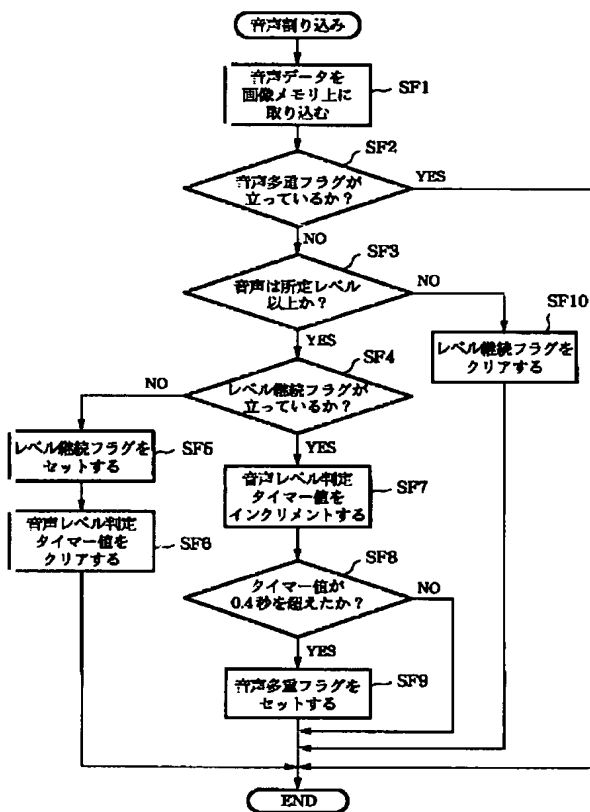 音声割り込み
音声データを
画像メモリ上に
取り込む
SF1
SF2
音声多重フラグが
立っているか？
YES
NO
SF3
音声は所定レベル
以上か？
NO
YES
SF10
レベル継続フラグを
クリアする
SF4
レベル継続フラグが
立っているか？
NO
YES
レベル継続フラグを
セットする
SF5
音声レベル判定
タイマー値を
クリアする
SF6
音声レベル判定
タイマー値を
インクリメントする
SF7
SF8
タイマー値が
0.4秒を超えたか？
NO
YES
音声多重フラグを
セットする
SF9
END